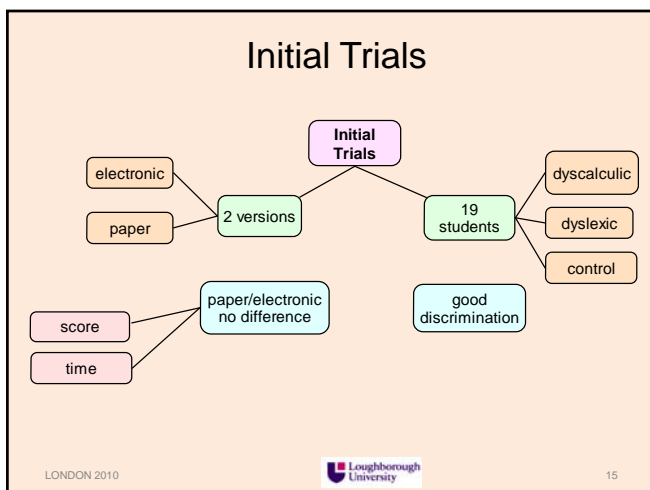 Initial Trials
Initial
Trials
electronic
paper
2 versions
19
students
dyscalculic
dyslexic
control
score
time
paper/electronic
no difference
good
discrimination
LONDON 2010
Loughborough
University
15